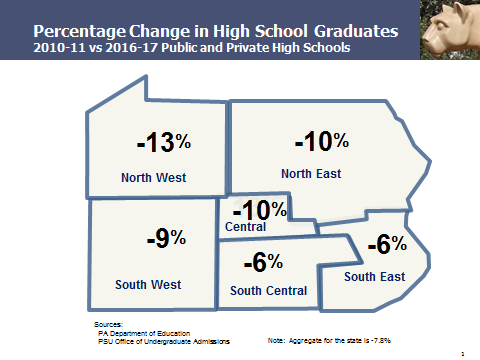 Percentage Change in High School Graduates
2010-11 vs 2016-17 Public and Private High Schools
-13%
North West
-10%
North East
-10%
Central
-9%
South West
-6%
South Central
-6%
South East
Sources:
PA Department of Education
PSU Office of Undergraduate Admissions
Note: Aggregate for the state is -7.8%
1